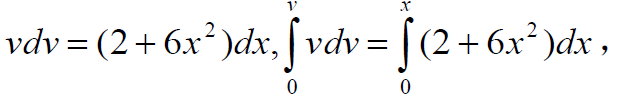 vdv = (2 + 6x²)dx, ∫₀ᵛ vdv = ∫₀ˣ (2 + 6x²)dx，